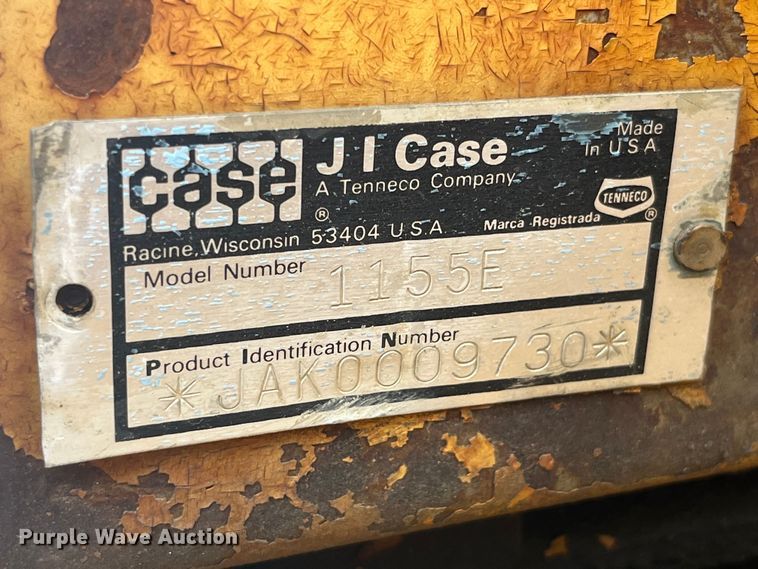 case
J I Case
A Tenneco Company
®
Made
In U S A
TENNECO
®
Racine, Wisconsin 53404 U.S.A.
Marca Registrada
Model Number
1155E
Product Identification Number
*JAK0009730*
Purple Wave Auction